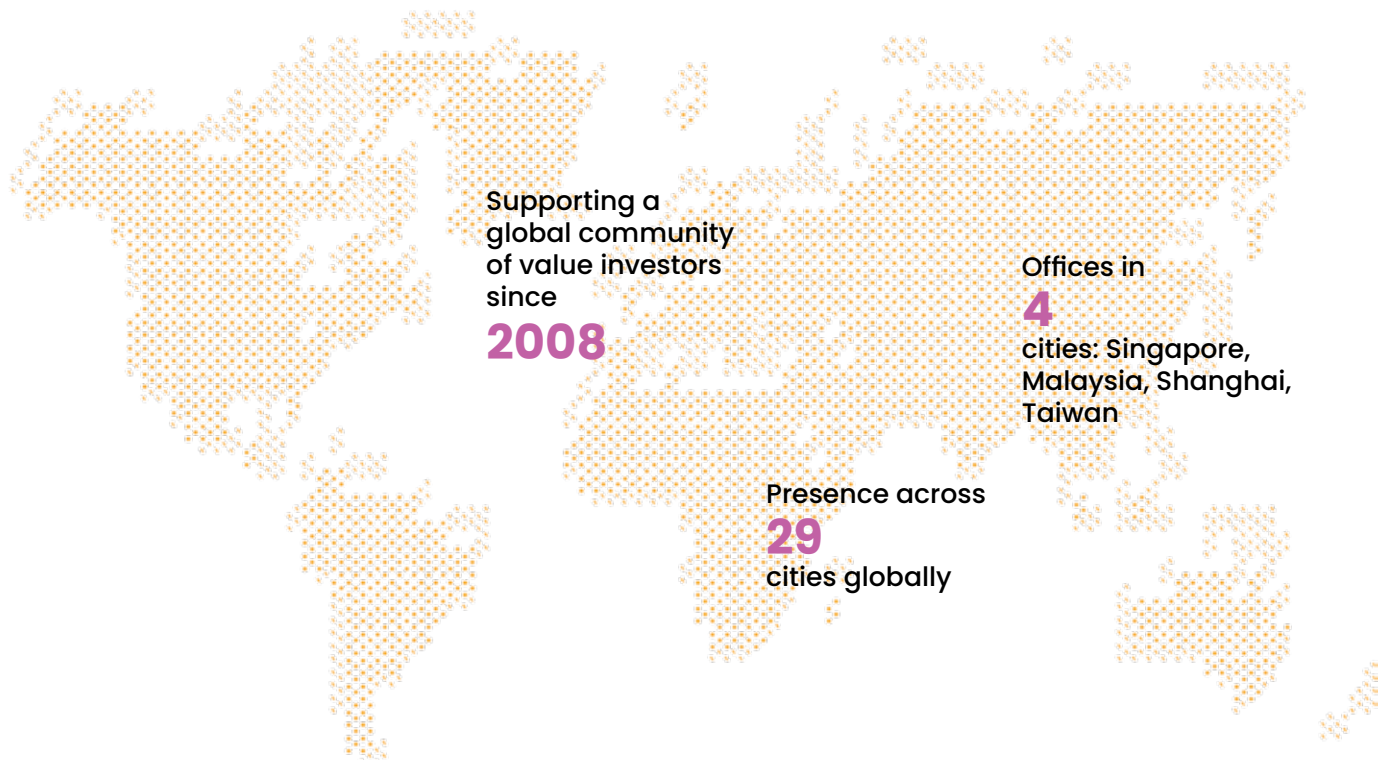 Supporting a
global community
of value investors
since
2008
Offices in
4
cities: Singapore,
Malaysia, Shanghai,
Taiwan
Presence across
29
cities globally